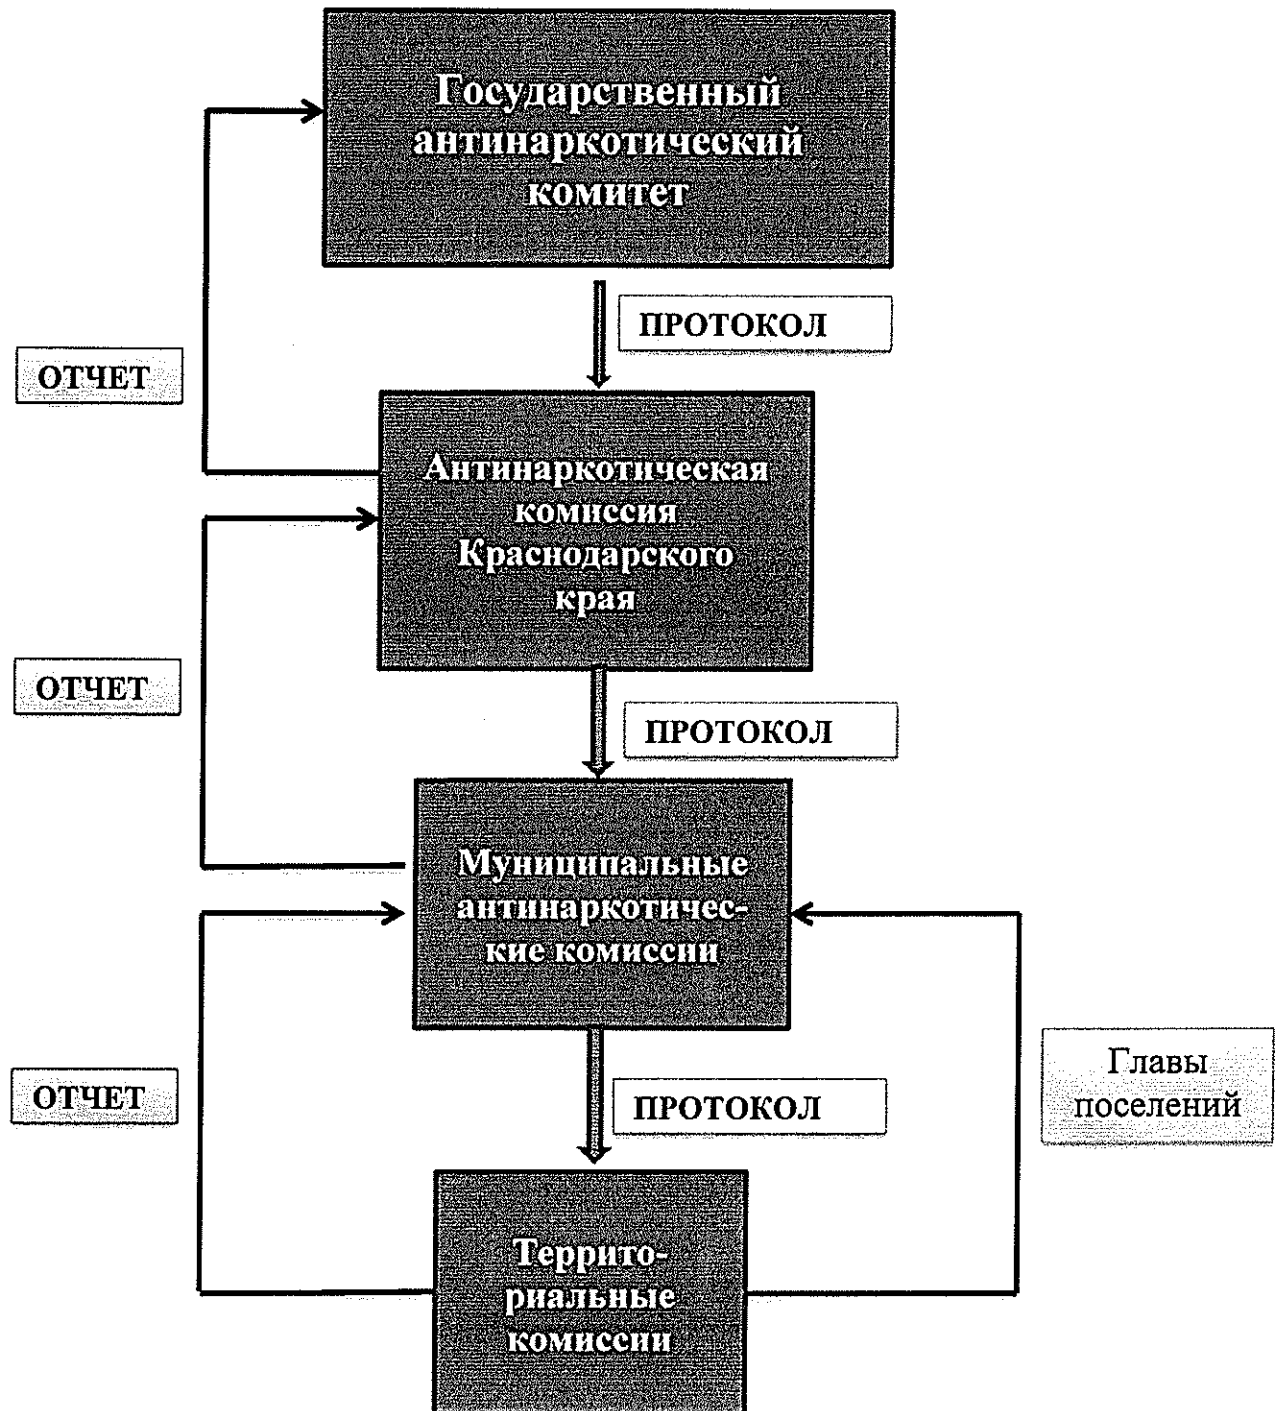 Государственный
антинаркотический
комитет
ПРОТОКОЛ
ОТЧЕТ
Антинаркотическая
комиссия
Краснодарского
края
ОТЧЕТ
ПРОТОКОЛ
Муниципальные
антинаркотичес-
кие комиссии
ОТЧЕТ
ПРОТОКОЛ
Главы
поселений
Террито-
риальные
комиссии